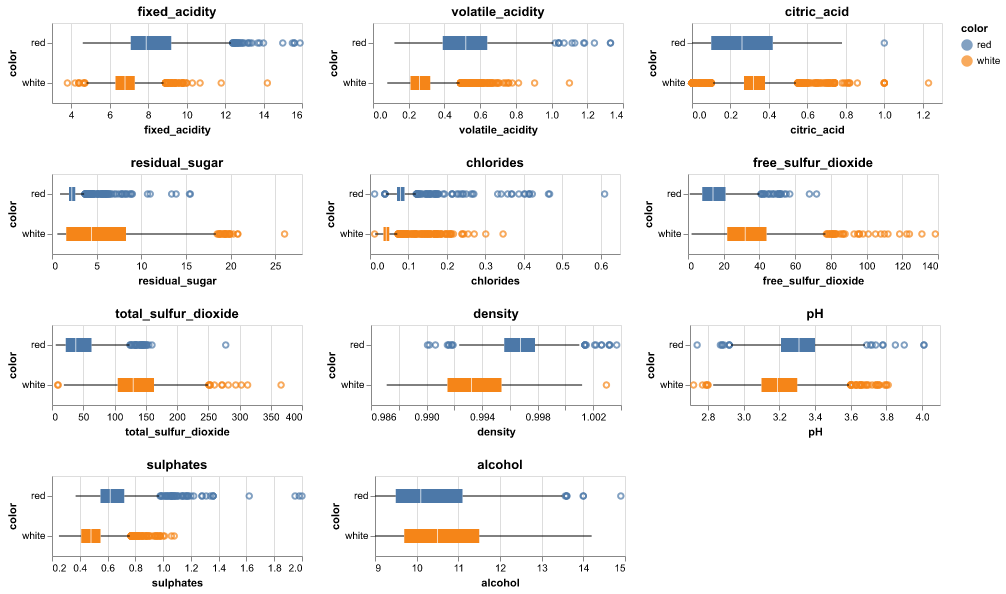 fixed_acidity
color
red
white
4 6 8 10 12 14 16
fixed_acidity
volatile_acidity
color
red
white
0.0 0.2 0.4 0.6 0.8 1.0 1.2 1.4
volatile_acidity
citric_acid
color
red
white
0.0 0.2 0.4 0.6 0.8 1.0 1.2
citric_acid
color
red
white
residual_sugar
color
red
white
0 5 10 15 20 25
residual_sugar
chlorides
color
red
white
0.0 0.1 0.2 0.3 0.4 0.5 0.6
chlorides
free_sulfur_dioxide
color
red
white
0 20 40 60 80 100 120 140
free_sulfur_dioxide
total_sulfur_dioxide
color
red
white
0 50 100 150 200 250 300 350 400
total_sulfur_dioxide
density
color
red
white
0.986 0.990 0.994 0.998 1.002
density
pH
color
red
white
2.8 3.0 3.2 3.4 3.6 3.8 4.0
pH
sulphates
color
red
white
0.2 0.4 0.6 0.8 1.0 1.2 1.4 1.6 1.8 2.0
sulphates
alcohol
color
red
white
9 10 11 12 13 14 15
alcohol